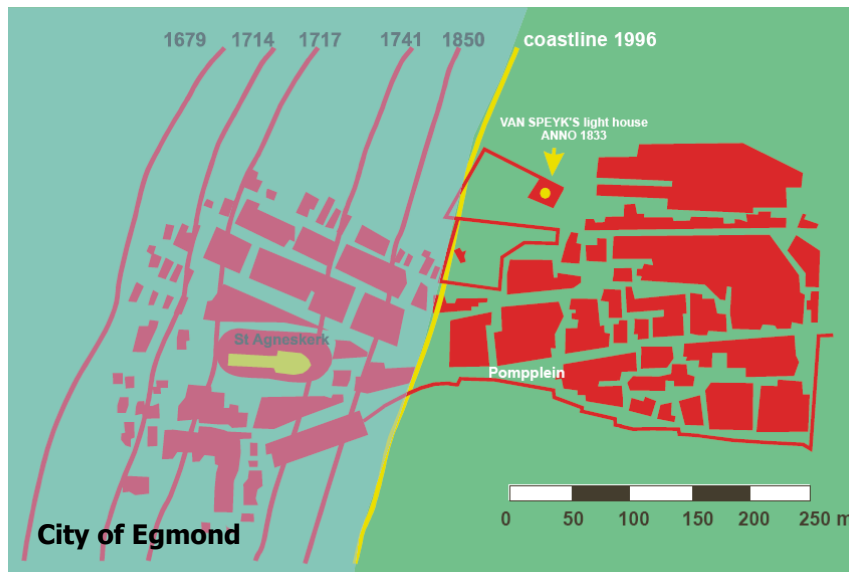 1679 1714 1717 1741 1850 coastline 1996
VAN SPEYK'S light house
ANNO 1833
St Agneskerk
Pompplein
City of Egmond
0 50 100 150 200 250 m